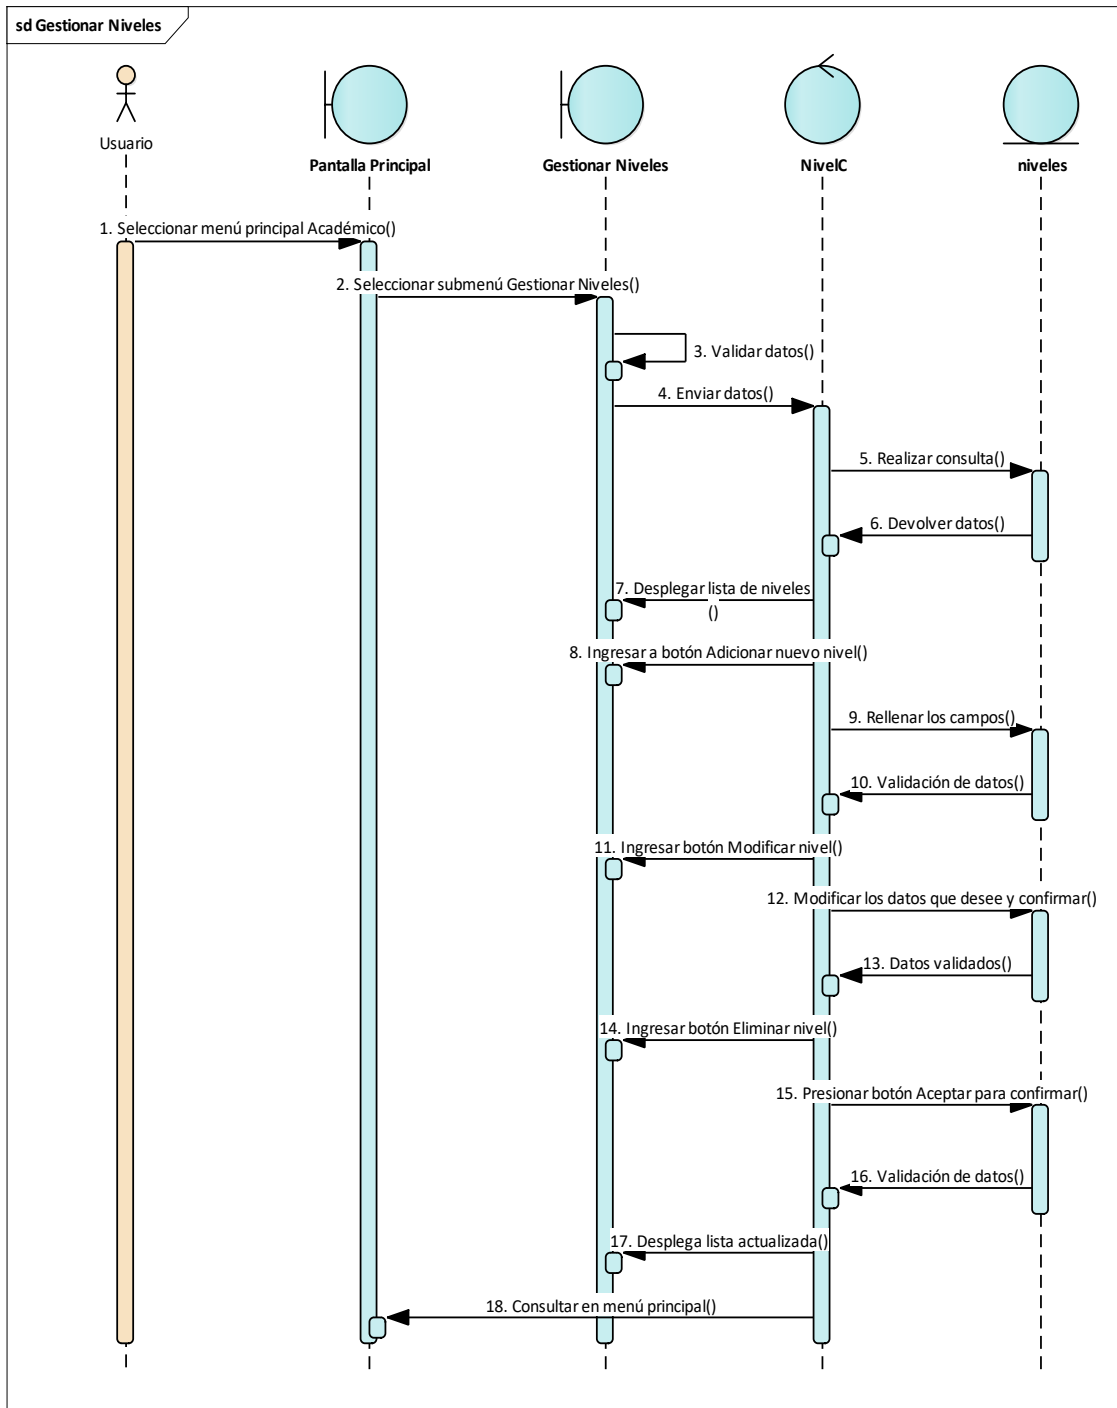 sd Gestionar Niveles
Usuario
Pantalla Principal
Gestionar Niveles
NivelC
niveles
1. Seleccionar menú principal Académico()
2. Seleccionar submenú Gestionar Niveles()
3. Validar datos()
4. Enviar datos()
5. Realizar consulta()
6. Devolver datos()
7. Desplegar lista de niveles
()
8. Ingresar a botón Adicionar nuevo nivel()
9. Rellenar los campos()
10. Validación de datos()
11. Ingresar botón Modificar nivel()
12. Modificar los datos que desee y confirmar()
13. Datos validados()
14. Ingresar botón Eliminar nivel()
15. Presionar botón Aceptar para confirmar()
16. Validación de datos()
17. Desplega lista actualizada()
18. Consultar en menú principal()